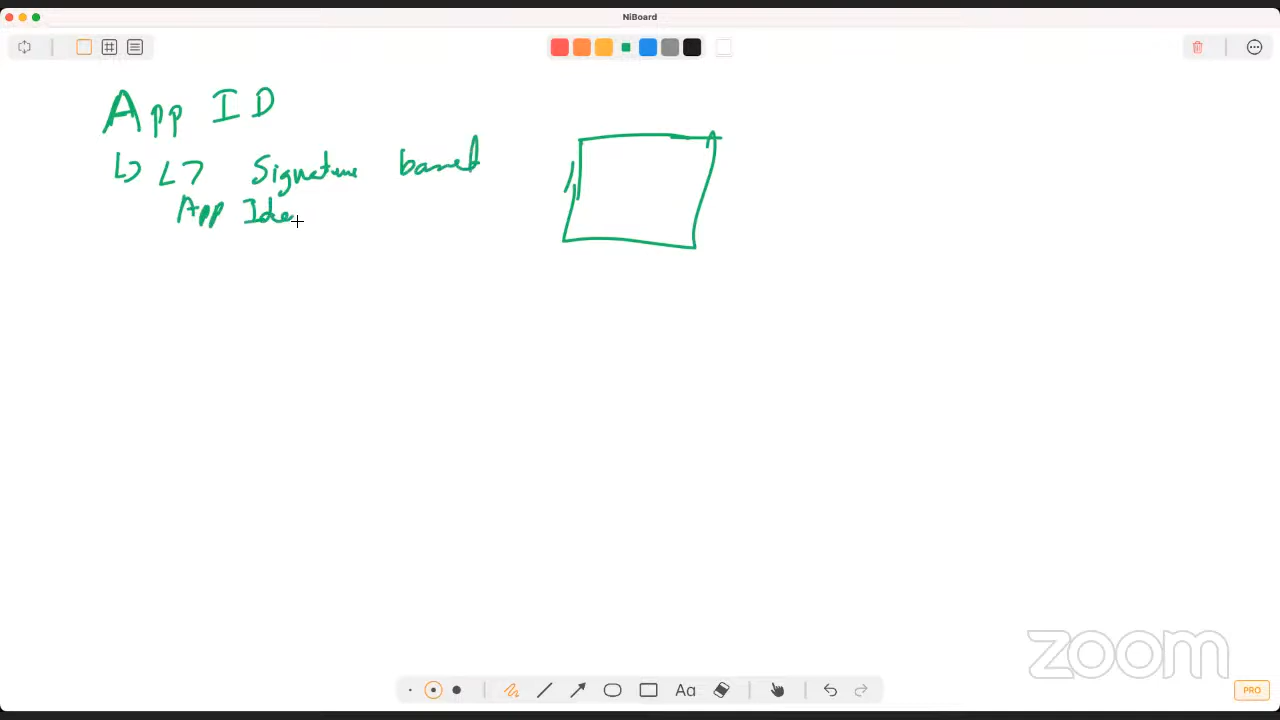 NiBoard
App ID
L7 Signature based
App Ide
Aa
PRO
zoom